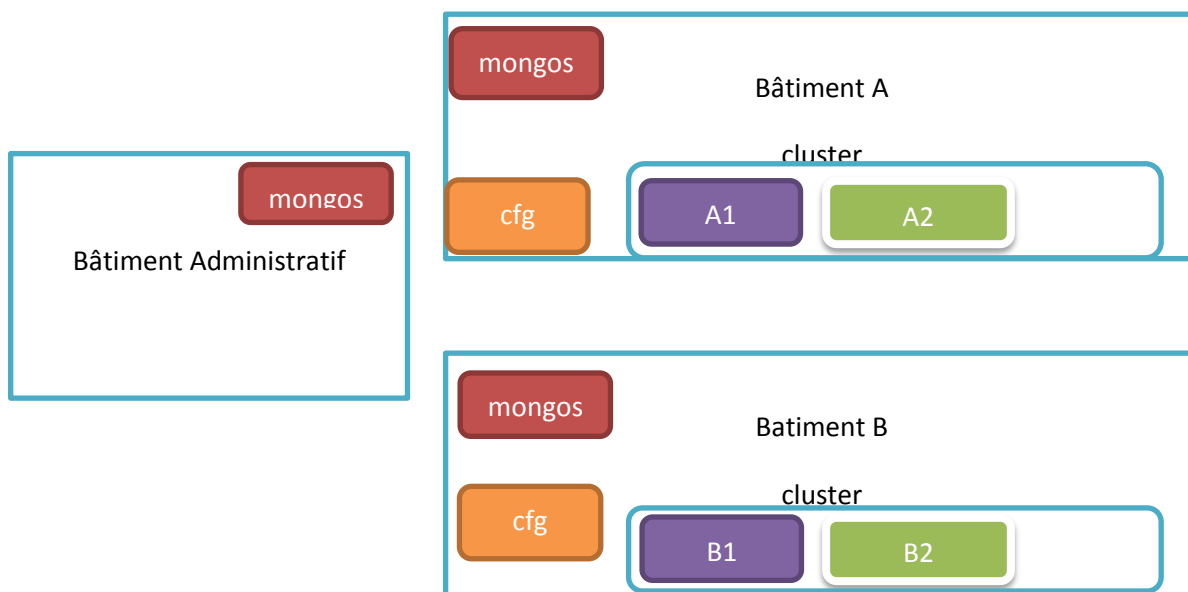 mongos
Bâtiment Administratif
mongos
Bâtiment A
cluster
cfg
A1
A2
mongos
Batiment B
cluster
cfg
B1
B2